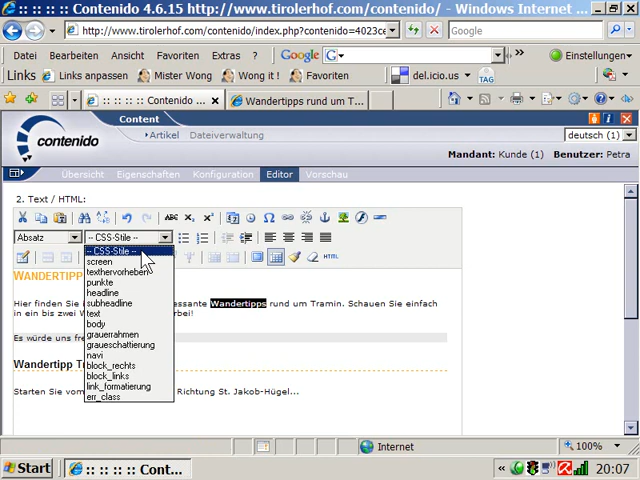 :: :: :: :: Contenido 4.6.15 http://www.tirolerhof.com/contenido/ - Windows Internet ...
http://www.tirolerhof.com/contenido/index.php?contenido=4023ce
Google
Datei Bearbeiten Ansicht Favoriten Extras Google G
Einstellungen
Links Links anpassen Mister Wong Wong it ! Favoriten del.icio.us TAG
:: :: :: :: Contenido ... Wandertipps rund um T...
Content
Artikel Dateiverwaltung deutsch (1)
contenido
Mandant: Kunde (1) Benutzer: Petra
Übersicht Eigenschaften Konfiguration Editor Vorschau
2. Text / HTML:
ABC
Absatz -- CSS-Stile --
HTML
-- CSS-Stile --
screen
texthervorheben
punkte
headline
subheadline
text
body
grauerrahmen
graueschattierung
navi
block_rechts
block_links
link_formatierung
err_class
WANDERTIPP
Hier finden Sie essante Wandertipps rund um Tramin. Schauen Sie einfach
in ein bis zwei bei!
Es würde uns fre
Wandertipp T
Starten Sie vom Richtung St. Jakob-Hügel...
Internet 100%
Start :: :: :: :: Cont... « 20:07